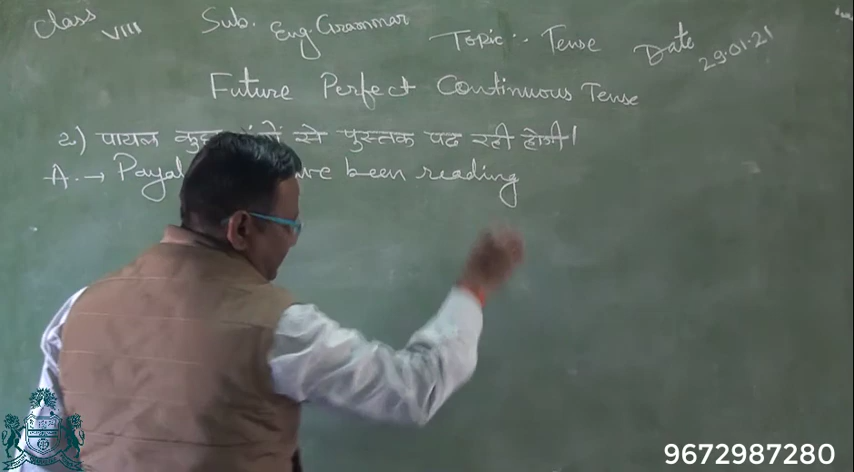 Class VIII Sub. Eng. Grammar Topic:- Tense Date 29.01.21
Future Perfect Continuous Tense
2) पायल से पुस्तक पढ रही होगी।
A. → Payal been reading
9672987280